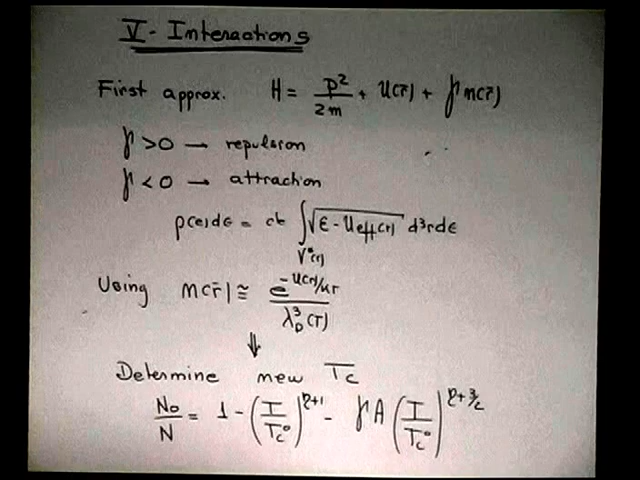 V - Interactions
First approx. H = p²/2m + U(r̄) + γ n(r̄)
γ > 0 → repulsion
γ < 0 → attraction
ρ(ε)dε = ct ∫_{V*(r)} √(ε - Ueff(r)) d³r dε
Using n(r̄) ≅ e^{-U(r)/kT} / λ_D³(T)
⇓
Determine new Tc
N₀/N = 1 - (T/Tc°)^{η+1} - γ A (T/Tc°)^{η+3/2}